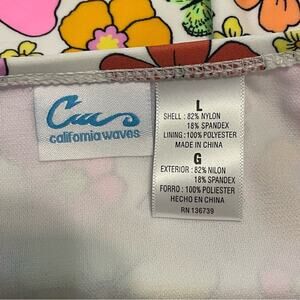 Cws
california waves
L
SHELL : 82% NYLON
18% SPANDEX
LINING : 100% POLYESTER
MADE IN CHINA
G
EXTERIOR : 82% NILON
18% SPANDEX
FORRO : 100% POLIESTER
HECHO EN CHINA
RN 136739